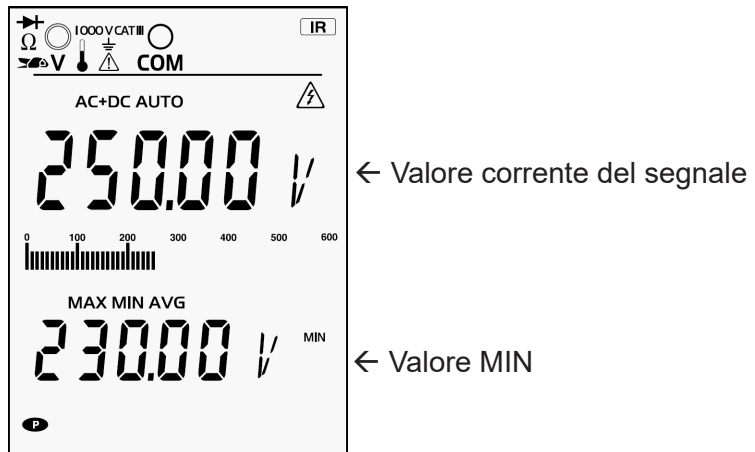 1000 V CAT III IR
Ω
V COM
AC+DC AUTO
250.00 V ← Valore corrente del segnale
0 100 200 300 400 500 600
MAX MIN AVG
230.00 V MIN ← Valore MIN
P